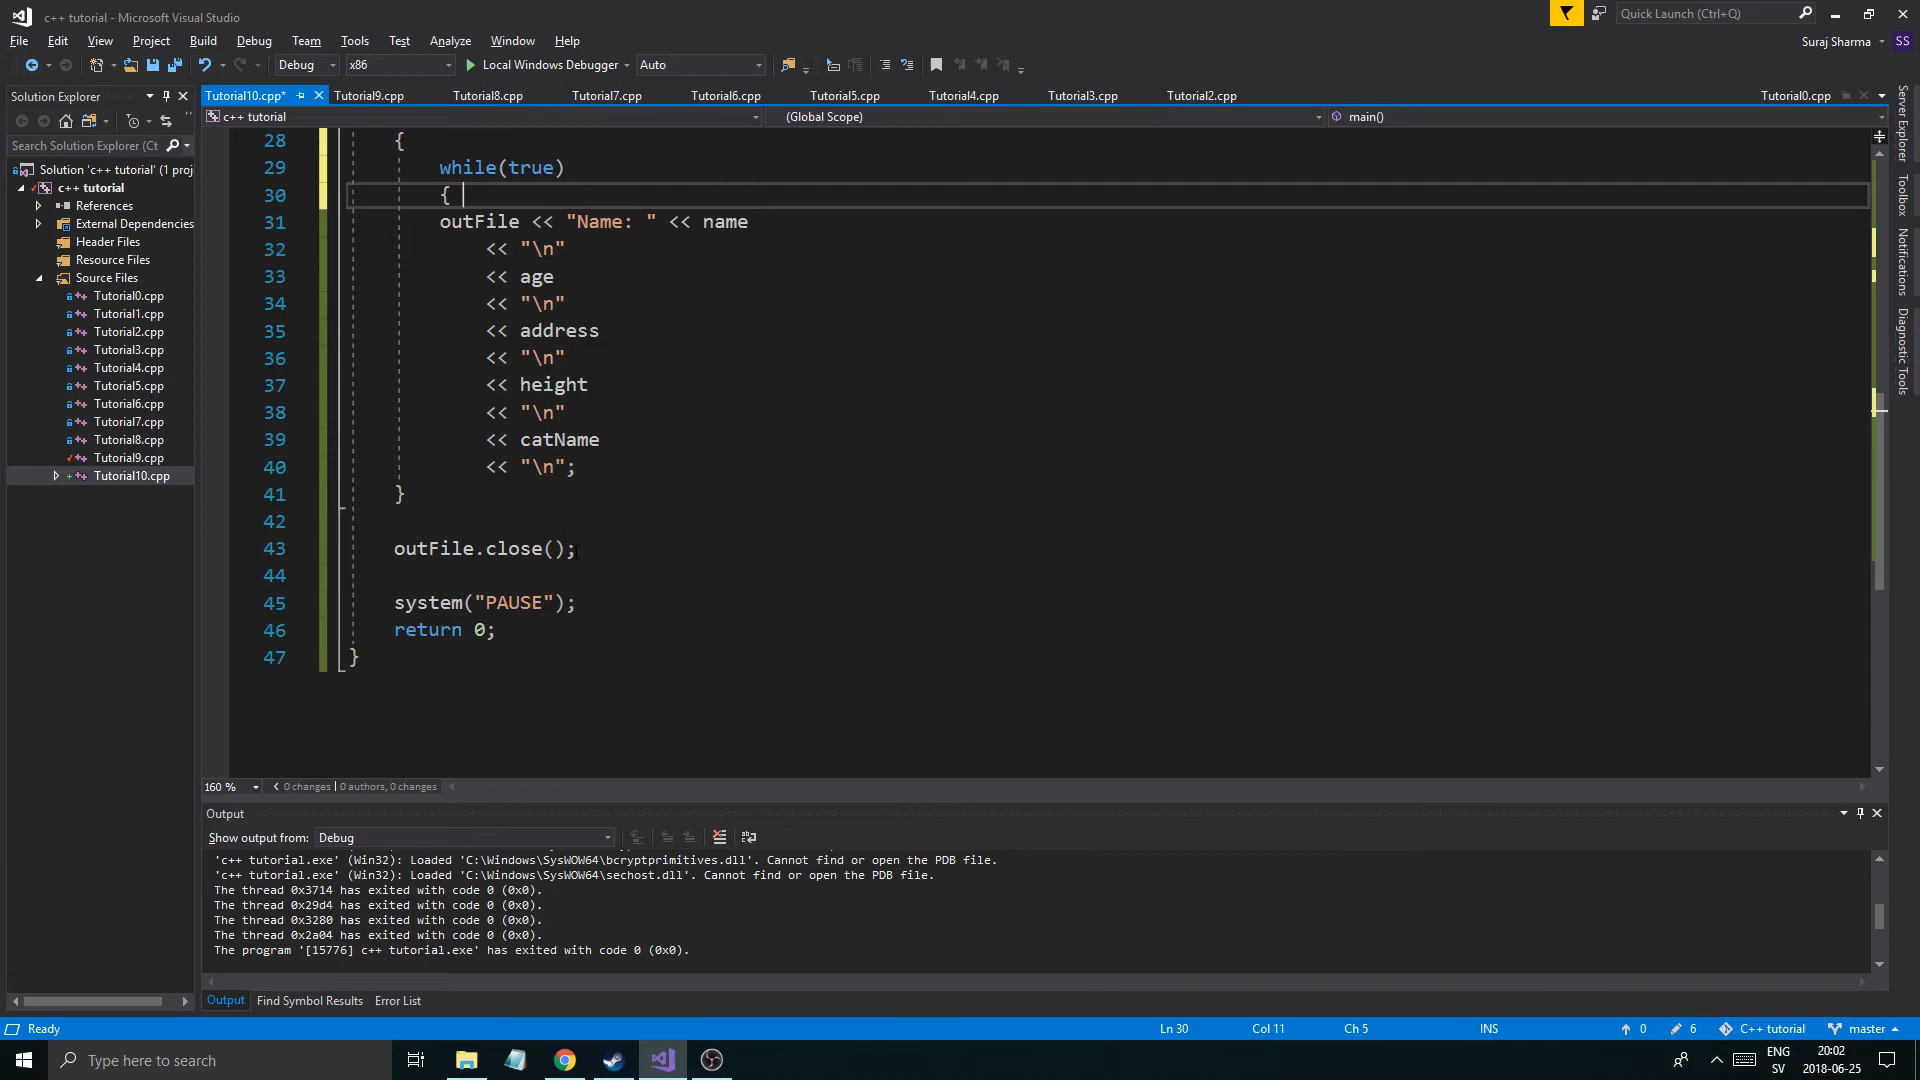 c++ tutorial - Microsoft Visual Studio
Quick Launch (Ctrl+Q)
File Edit View Project Build Debug Team Tools Test Analyze Window Help
Suraj Sharma SS
Debug x86 Local Windows Debugger Auto
Solution Explorer
Tutorial10.cpp* Tutorial9.cpp Tutorial8.cpp Tutorial7.cpp Tutorial6.cpp Tutorial5.cpp Tutorial4.cpp Tutorial3.cpp Tutorial2.cpp Tutorial0.cpp
c++ tutorial (Global Scope) main()
Search Solution Explorer (Ct
Solution 'c++ tutorial' (1 proj
c++ tutorial
References
External Dependencies
Header Files
Resource Files
Source Files
Tutorial0.cpp
Tutorial1.cpp
Tutorial2.cpp
Tutorial3.cpp
Tutorial4.cpp
Tutorial5.cpp
Tutorial6.cpp
Tutorial7.cpp
Tutorial8.cpp
Tutorial9.cpp
Tutorial10.cpp
28 {
29 while(true)
30 {
31 outFile << "Name: " << name
32 << "\n"
33 << age
34 << "\n"
35 << address
36 << "\n"
37 << height
38 << "\n"
39 << catName
40 << "\n";
41 }
42
43 outFile.close();
44
45 system("PAUSE");
46 return 0;
47 }
Server Explorer
Toolbox
Notifications
Diagnostic Tools
160 % 0 changes | 0 authors, 0 changes
Output
Show output from: Debug
'c++ tutorial.exe' (Win32): Loaded 'C:\Windows\SysWOW64\bcryptprimitives.dll'. Cannot find or open the PDB file.
'c++ tutorial.exe' (Win32): Loaded 'C:\Windows\SysWOW64\sechost.dll'. Cannot find or open the PDB file.
The thread 0x3714 has exited with code 0 (0x0).
The thread 0x29d4 has exited with code 0 (0x0).
The thread 0x3280 has exited with code 0 (0x0).
The thread 0x2a04 has exited with code 0 (0x0).
The program '[15776] c++ tutorial.exe' has exited with code 0 (0x0).
Output Find Symbol Results Error List
Ready Ln 30 Col 11 Ch 5 INS 0 6 C++ tutorial master
Type here to search
ENG
SV
20:02
2018-06-25